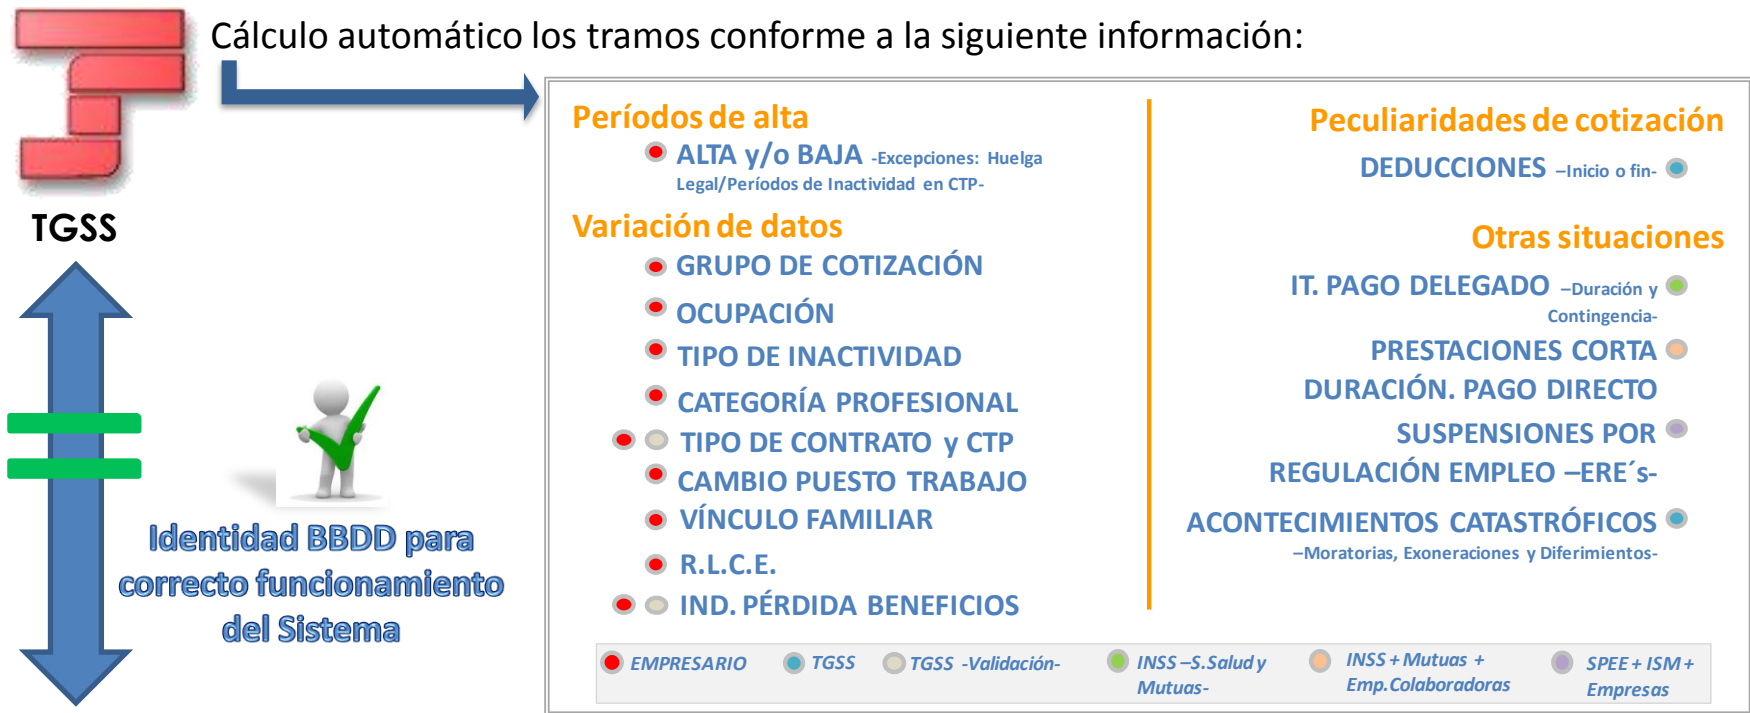 Cálculo automático los tramos conforme a la siguiente información:
TGSS
Identidad BBDD para
correcto funcionamiento
del Sistema
Períodos de alta
ALTA y/o BAJA -Excepciones: Huelga
Legal/Períodos de Inactividad en CTP-
Variación de datos
GRUPO DE COTIZACIÓN
OCUPACIÓN
TIPO DE INACTIVIDAD
CATEGORÍA PROFESIONAL
TIPO DE CONTRATO y CTP
CAMBIO PUESTO TRABAJO
VÍNCULO FAMILIAR
R.L.C.E.
IND. PÉRDIDA BENEFICIOS
Peculiaridades de cotización
DEDUCCIONES –Inicio o fin-
Otras situaciones
IT. PAGO DELEGADO –Duración y
Contingencia-
PRESTACIONES CORTA
DURACIÓN. PAGO DIRECTO
SUSPENSIONES POR
REGULACIÓN EMPLEO –ERE´s-
ACONTECIMIENTOS CATASTRÓFICOS
–Moratorias, Exoneraciones y Diferimientos-
EMPRESARIO
TGSS
TGSS -Validación-
INSS –S.Salud y
Mutuas-
INSS + Mutuas +
Emp.Colaboradoras
SPEE + ISM +
Empresas